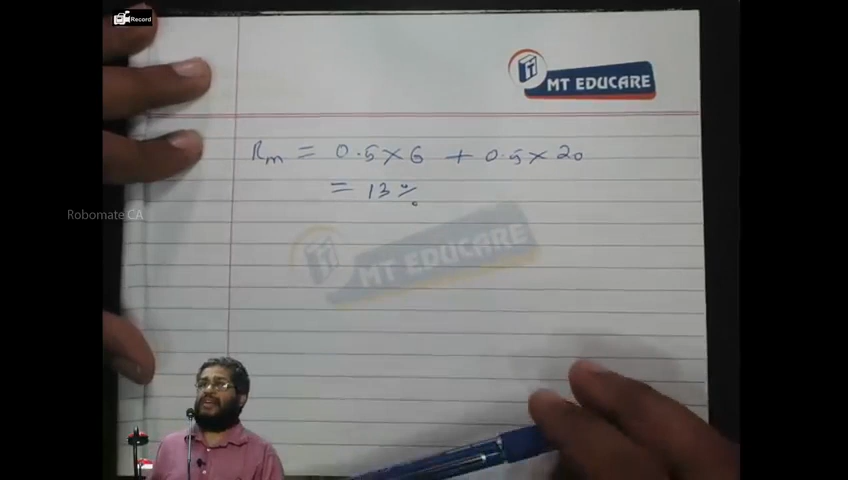 Record
MT EDUCARE
Rm = 0.5 × 6 + 0.5 × 20
= 13%
Robomate CA
MT EDUCARE